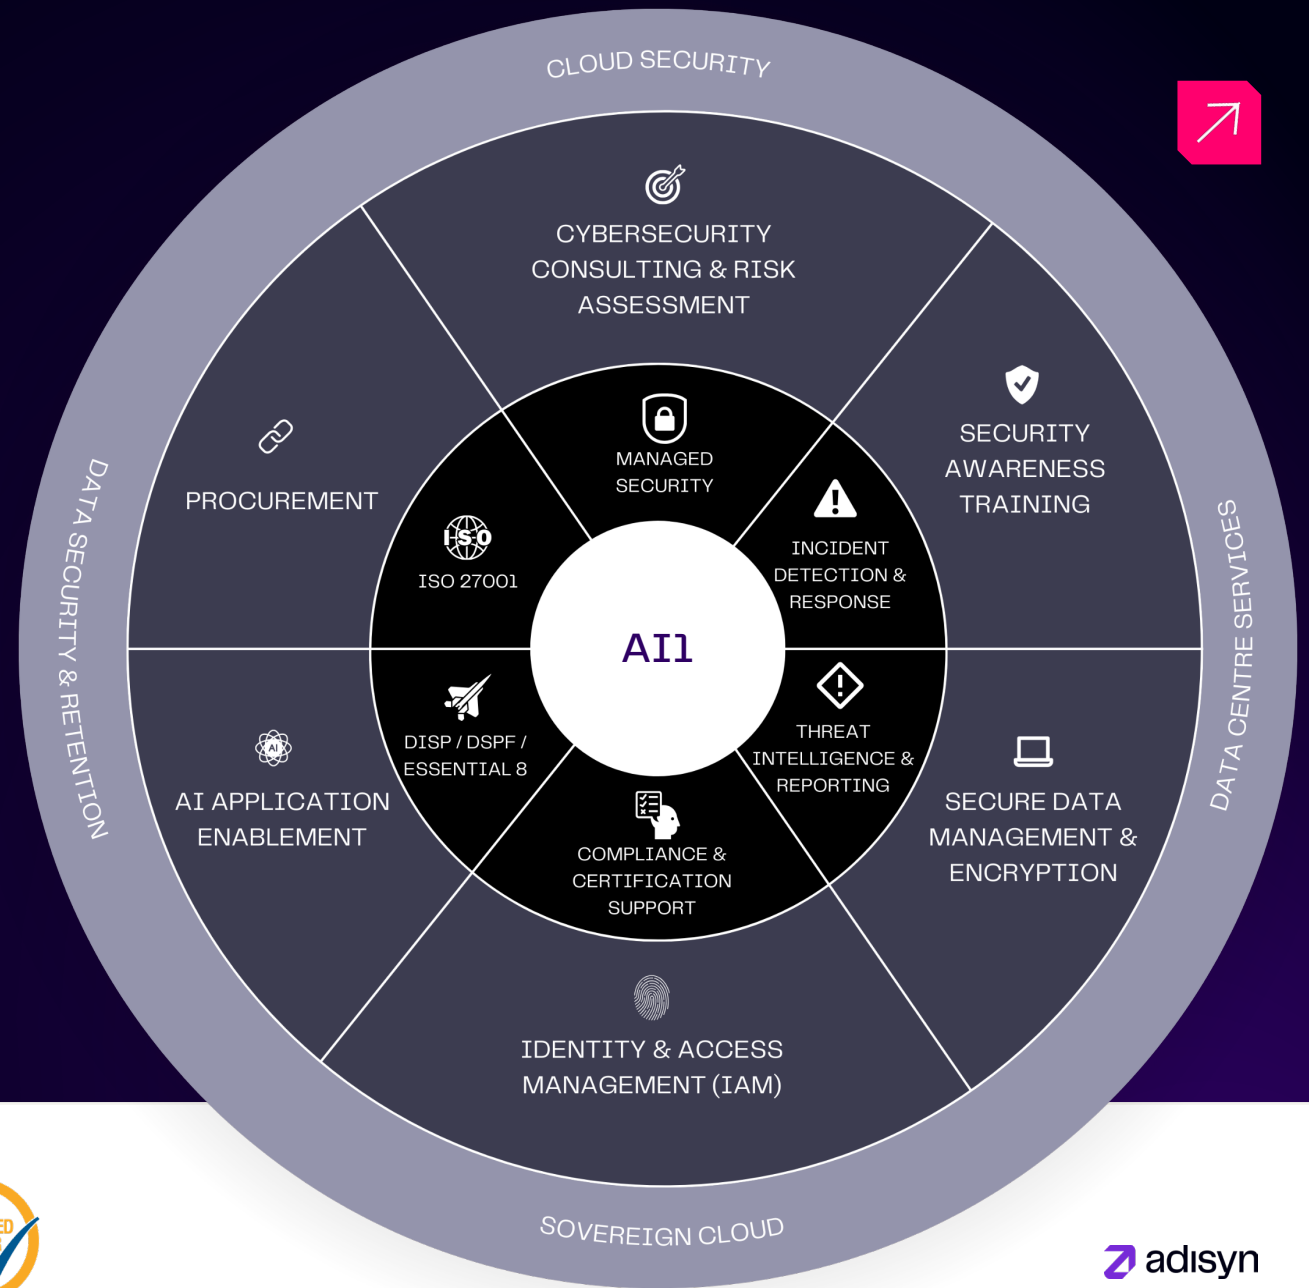 CLOUD SECURITY
CYBERSECURITY
CONSULTING & RISK
ASSESSMENT
SECURITY
AWARENESS
TRAINING
PROCUREMENT
MANAGED
SECURITY
INCIDENT
DETECTION &
RESPONSE
ISO
ISO 27001
AI1
DATA SECURITY & RETENTION
DATA CENTRE SERVICES
DISP / DSPF /
ESSENTIAL 8
THREAT
INTELLIGENCE &
REPORTING
AI
AI APPLICATION
ENABLEMENT
SECURE DATA
MANAGEMENT &
ENCRYPTION
COMPLIANCE &
CERTIFICATION
SUPPORT
IDENTITY & ACCESS
MANAGEMENT (IAM)
SOVEREIGN CLOUD
adisyn